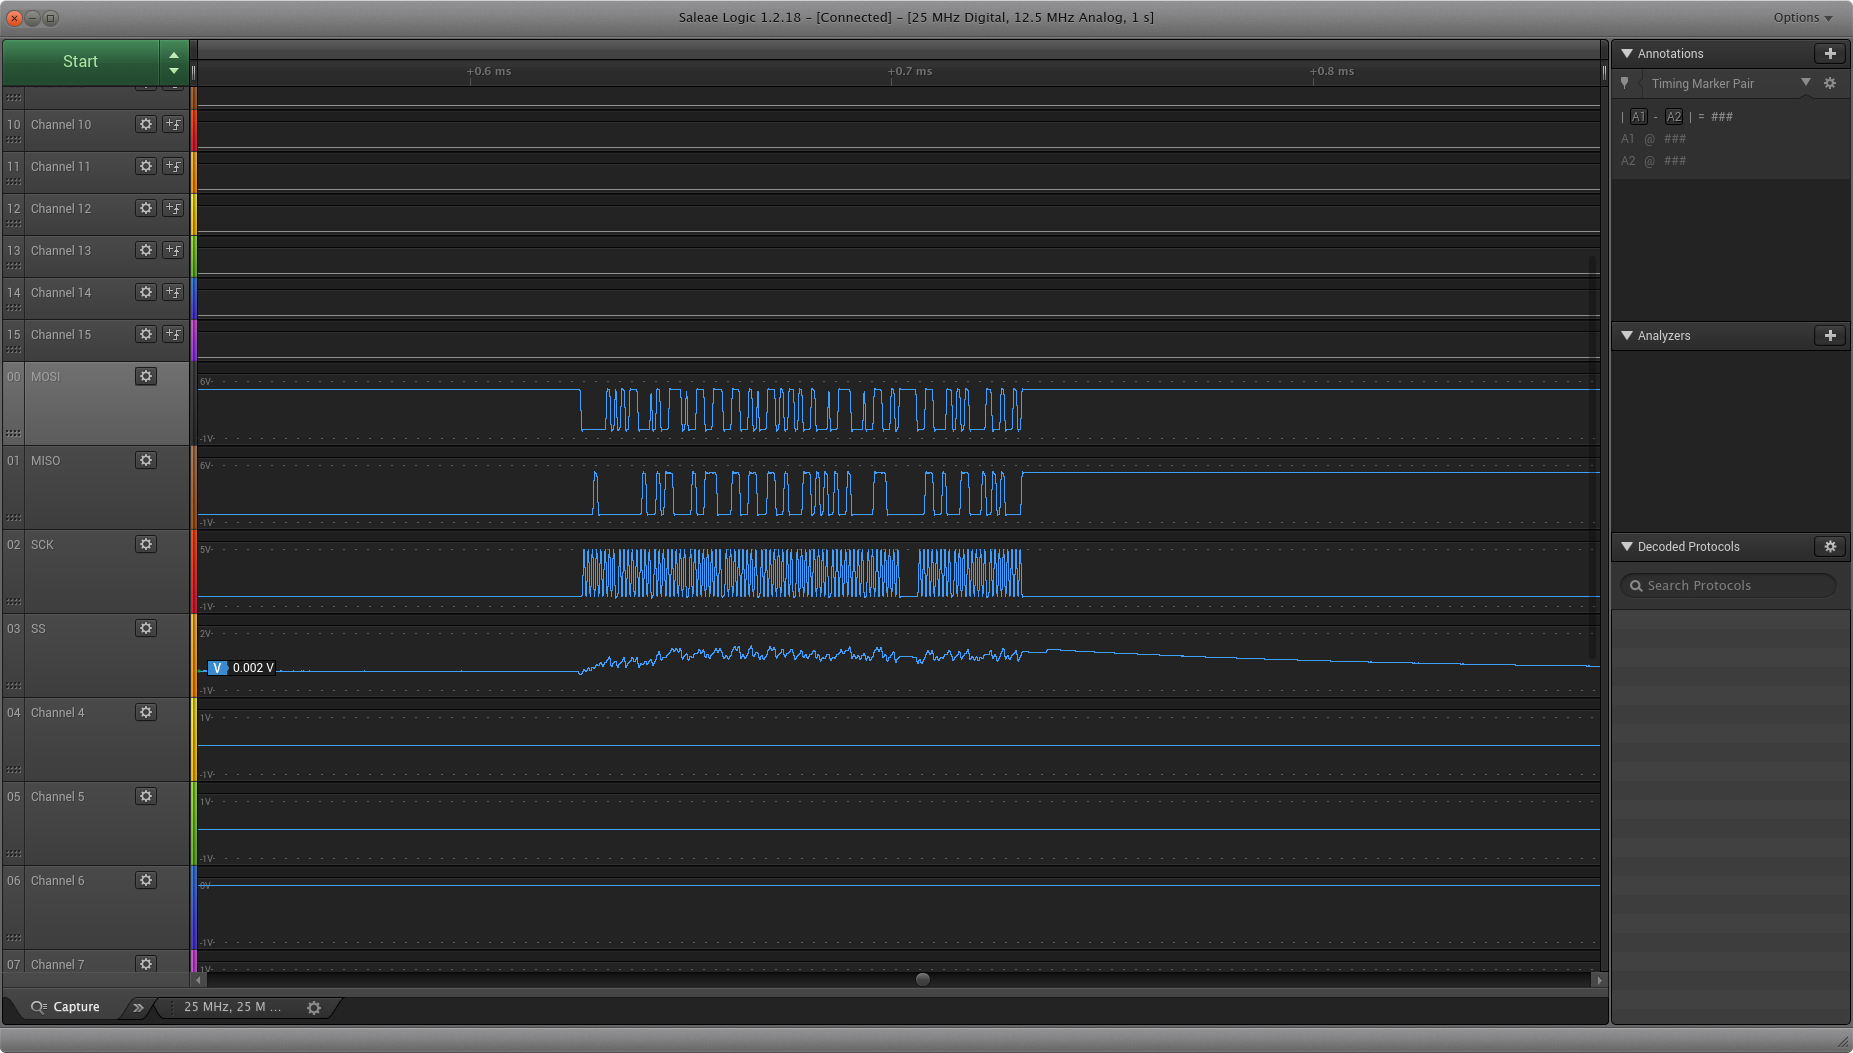 Saleae Logic 1.2.18 - [Connected] - [25 MHz Digital, 12.5 MHz Analog, 1 s]
Options
Start
+0.6 ms
+0.7 ms
+0.8 ms
10 Channel 10
11 Channel 11
12 Channel 12
13 Channel 13
14 Channel 14
15 Channel 15
00 MOSI
6V
-1V
01 MISO
6V
-1V
02 SCK
5V
-1V
03 SS
2V
V 0.002 V
-1V
04 Channel 4
1V
-1V
05 Channel 5
1V
-1V
06 Channel 6
0V
-1V
07 Channel 7
1V
Capture
25 MHz, 25 M ...
Annotations
Timing Marker Pair
| A1 - A2 | = ###
A1 @ ###
A2 @ ###
Analyzers
Decoded Protocols
Search Protocols